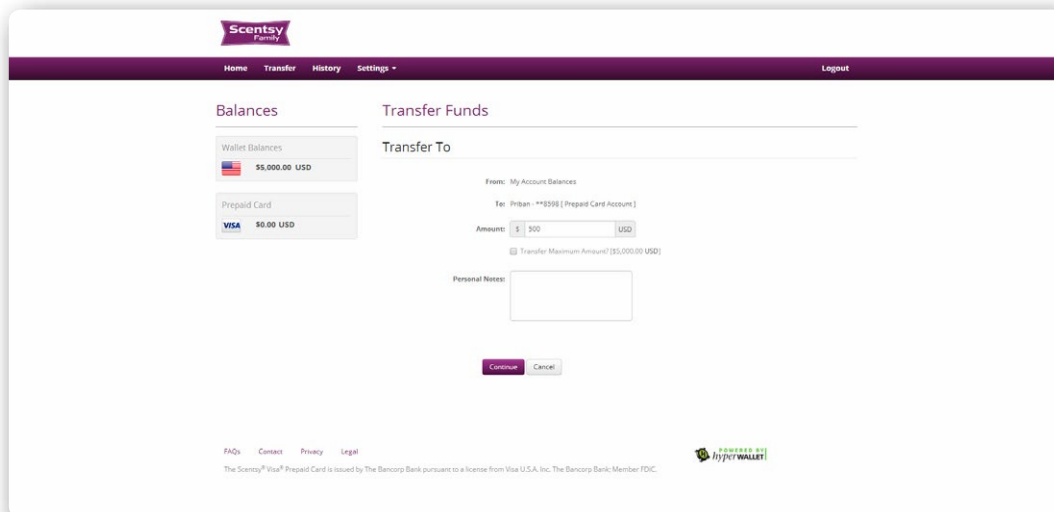 Scentsy
Family
Home Transfer History Settings Logout
Balances
Wallet Balances
$5,000.00 USD
Prepaid Card
VISA $0.00 USD
Transfer Funds
Transfer To
From: My Account Balances
To: Priban - **8598 [ Prepaid Card Account ]
Amount: $ 500 USD
Transfer Maximum Amount? [$5,000.00 USD]
Personal Notes:
Continue Cancel
FAQs Contact Privacy Legal
The Scentsy® Visa® Prepaid Card is issued by The Bancorp Bank pursuant to a license from Visa U.S.A. Inc. The Bancorp Bank; Member FDIC.
POWERED BY
hyperWALLET